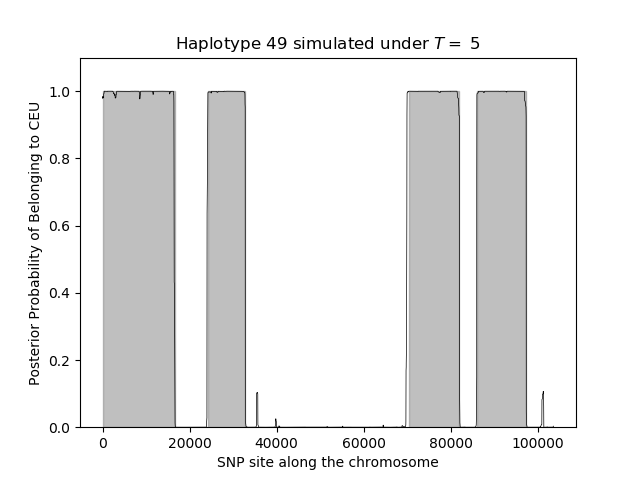 Haplotype 49 simulated under T = 5
Posterior Probability of Belonging to CEU
1.0
0.8
0.6
0.4
0.2
0.0
0 20000 40000 60000 80000 100000
SNP site along the chromosome